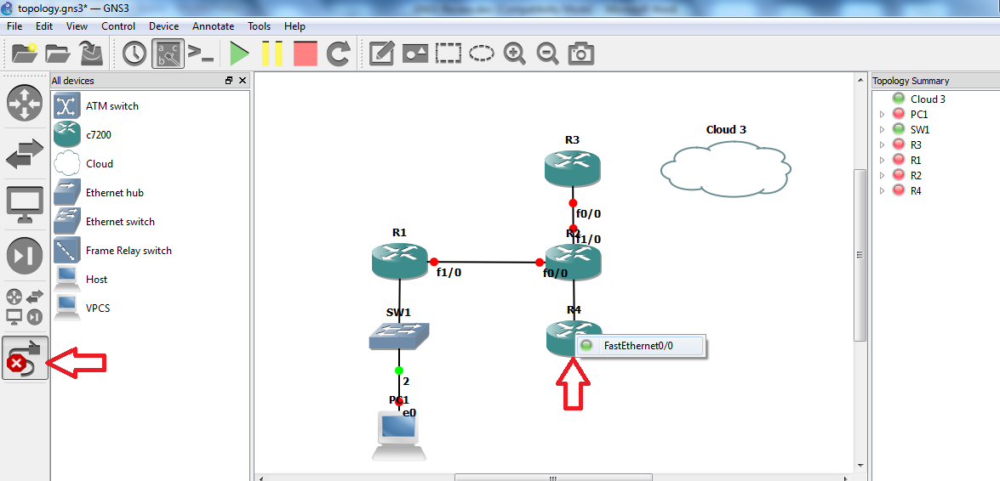 topology.gns3* — GNS3
File Edit View Control Device Annotate Tools Help
All devices
ATM switch
c7200
Cloud
Ethernet hub
Ethernet switch
Frame Relay switch
Host
VPCS
Cloud 3
R3
f0/0
R2
f1/0
R1
f1/0
f0/0
SW1
R4
FastEthernet0/0
2
PC1
e0
Topology Summary
Cloud 3
PC1
SW1
R3
R1
R2
R4